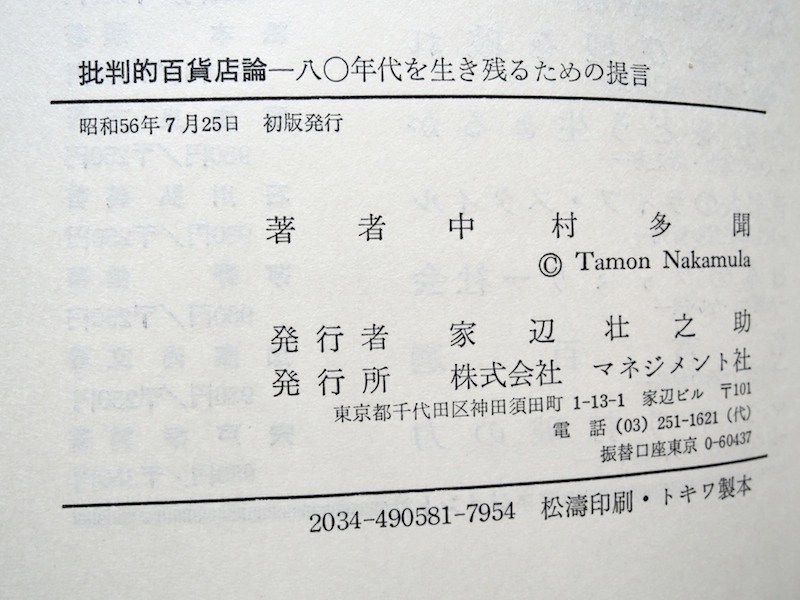 批判的百貨店論―八〇年代を生き残るための提言
昭和56年7月25日　初版発行
著者 中村多聞
© Tamon Nakamula
発行者　家辺壮之助
発行所　株式会社　マネジメント社
東京都千代田区神田須田町 1-13-1　家辺ビル　〒101
電　話 (03) 251-1621 (代)
振替口座東京 0-60437
2034-490581-7954　松濤印刷・トキワ製本